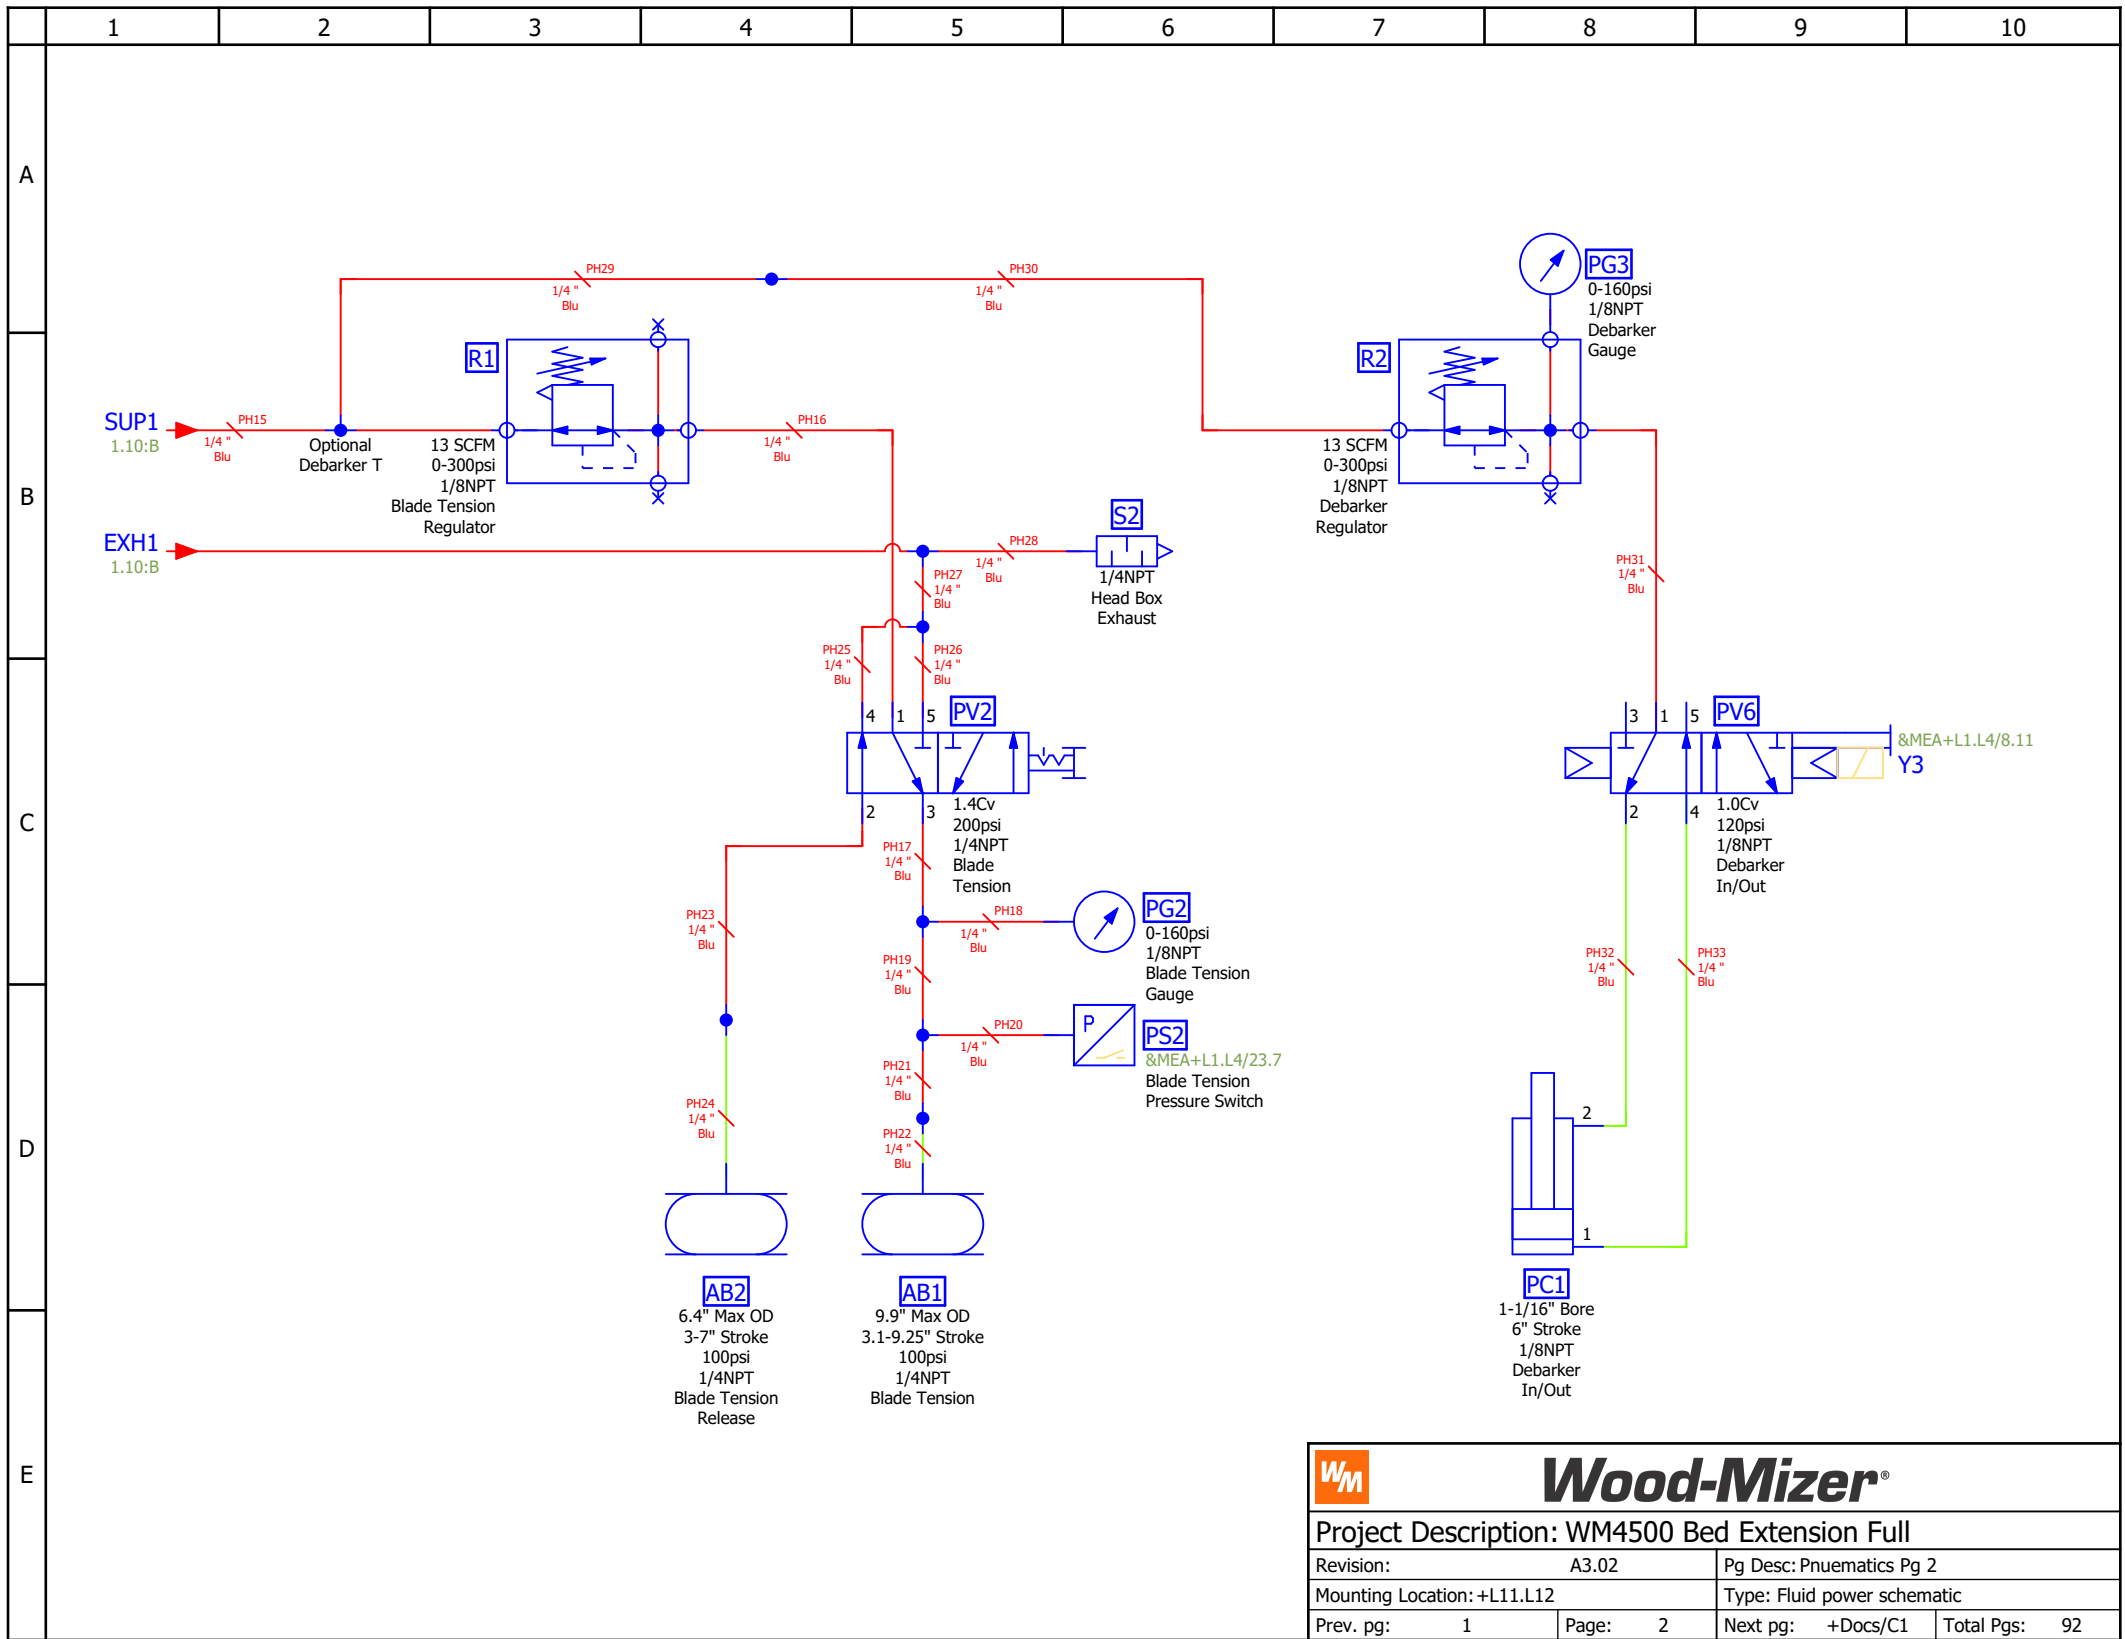 1 2 3 4 5 6 7 8 9 10
A
B
C
D
E
PH29
1/4 "
Blu
PH30
1/4 "
Blu
PG3
0-160psi
1/8NPT
Debarker
Gauge
R1
13 SCFM
0-300psi
1/8NPT
Blade Tension
Regulator
R2
13 SCFM
0-300psi
1/8NPT
Debarker
Regulator
SUP1
1.10:B
PH15
1/4 "
Blu
Optional
Debarker T
PH16
1/4 "
Blu
EXH1
1.10:B
S2
1/4NPT
Head Box
Exhaust
PH28
1/4 "
Blu
PH27
1/4 "
Blu
PH25
1/4 "
Blu
PH26
1/4 "
Blu
PH31
1/4 "
Blu
4 1 5
PV2
2 3
1.4Cv
200psi
1/4NPT
Blade
Tension
3 1 5
PV6
&MEA+L1.L4/8.11
Y3
2 4
1.0Cv
120psi
1/8NPT
Debarker
In/Out
PH17
1/4 "
Blu
PH23
1/4 "
Blu
PH18
1/4 "
Blu
PG2
0-160psi
1/8NPT
Blade Tension
Gauge
PH19
1/4 "
Blu
PH32
1/4 "
Blu
PH33
1/4 "
Blu
PH20
1/4 "
Blu
P
PS2
&MEA+L1.L4/23.7
Blade Tension
Pressure Switch
PH21
1/4 "
Blu
PH24
1/4 "
Blu
PH22
1/4 "
Blu
2
1
AB2
6.4" Max OD
3-7" Stroke
100psi
1/4NPT
Blade Tension
Release
AB1
9.9" Max OD
3.1-9.25" Stroke
100psi
1/4NPT
Blade Tension
PC1
1-1/16" Bore
6" Stroke
1/8NPT
Debarker
In/Out
WM
Wood-Mizer®
Project Description: WM4500 Bed Extension Full
Revision: A3.02 Pg Desc: Pnuematics Pg 2
Mounting Location: +L11.L12 Type: Fluid power schematic
Prev. pg: 1 Page: 2 Next pg: +Docs/C1 Total Pgs: 92